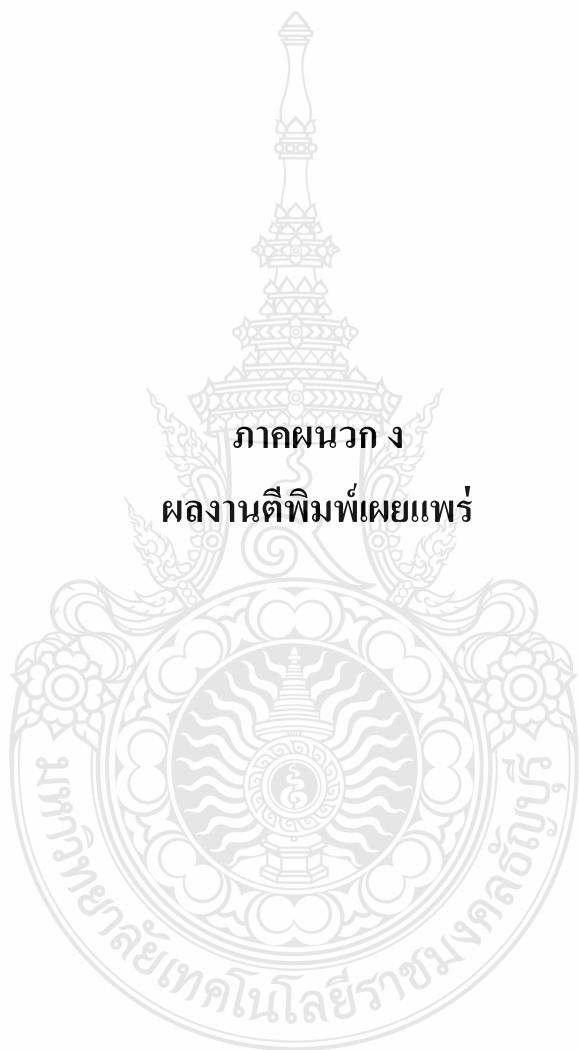 ภาคผนวก ง
ผลงานตีพิมพ์เผยแพร่
มหาวิทยาลัยเทคโนโลยีราชมงคลธัญบุรี